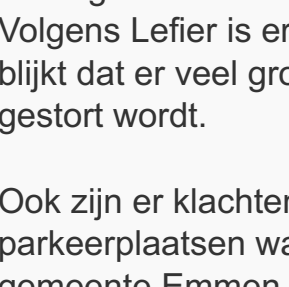 Volgens Lefier is er
blijkt dat er veel gro
gestort wordt.
Ook zijn er klachten
parkeerplaatsen wa
gemeente Emmen